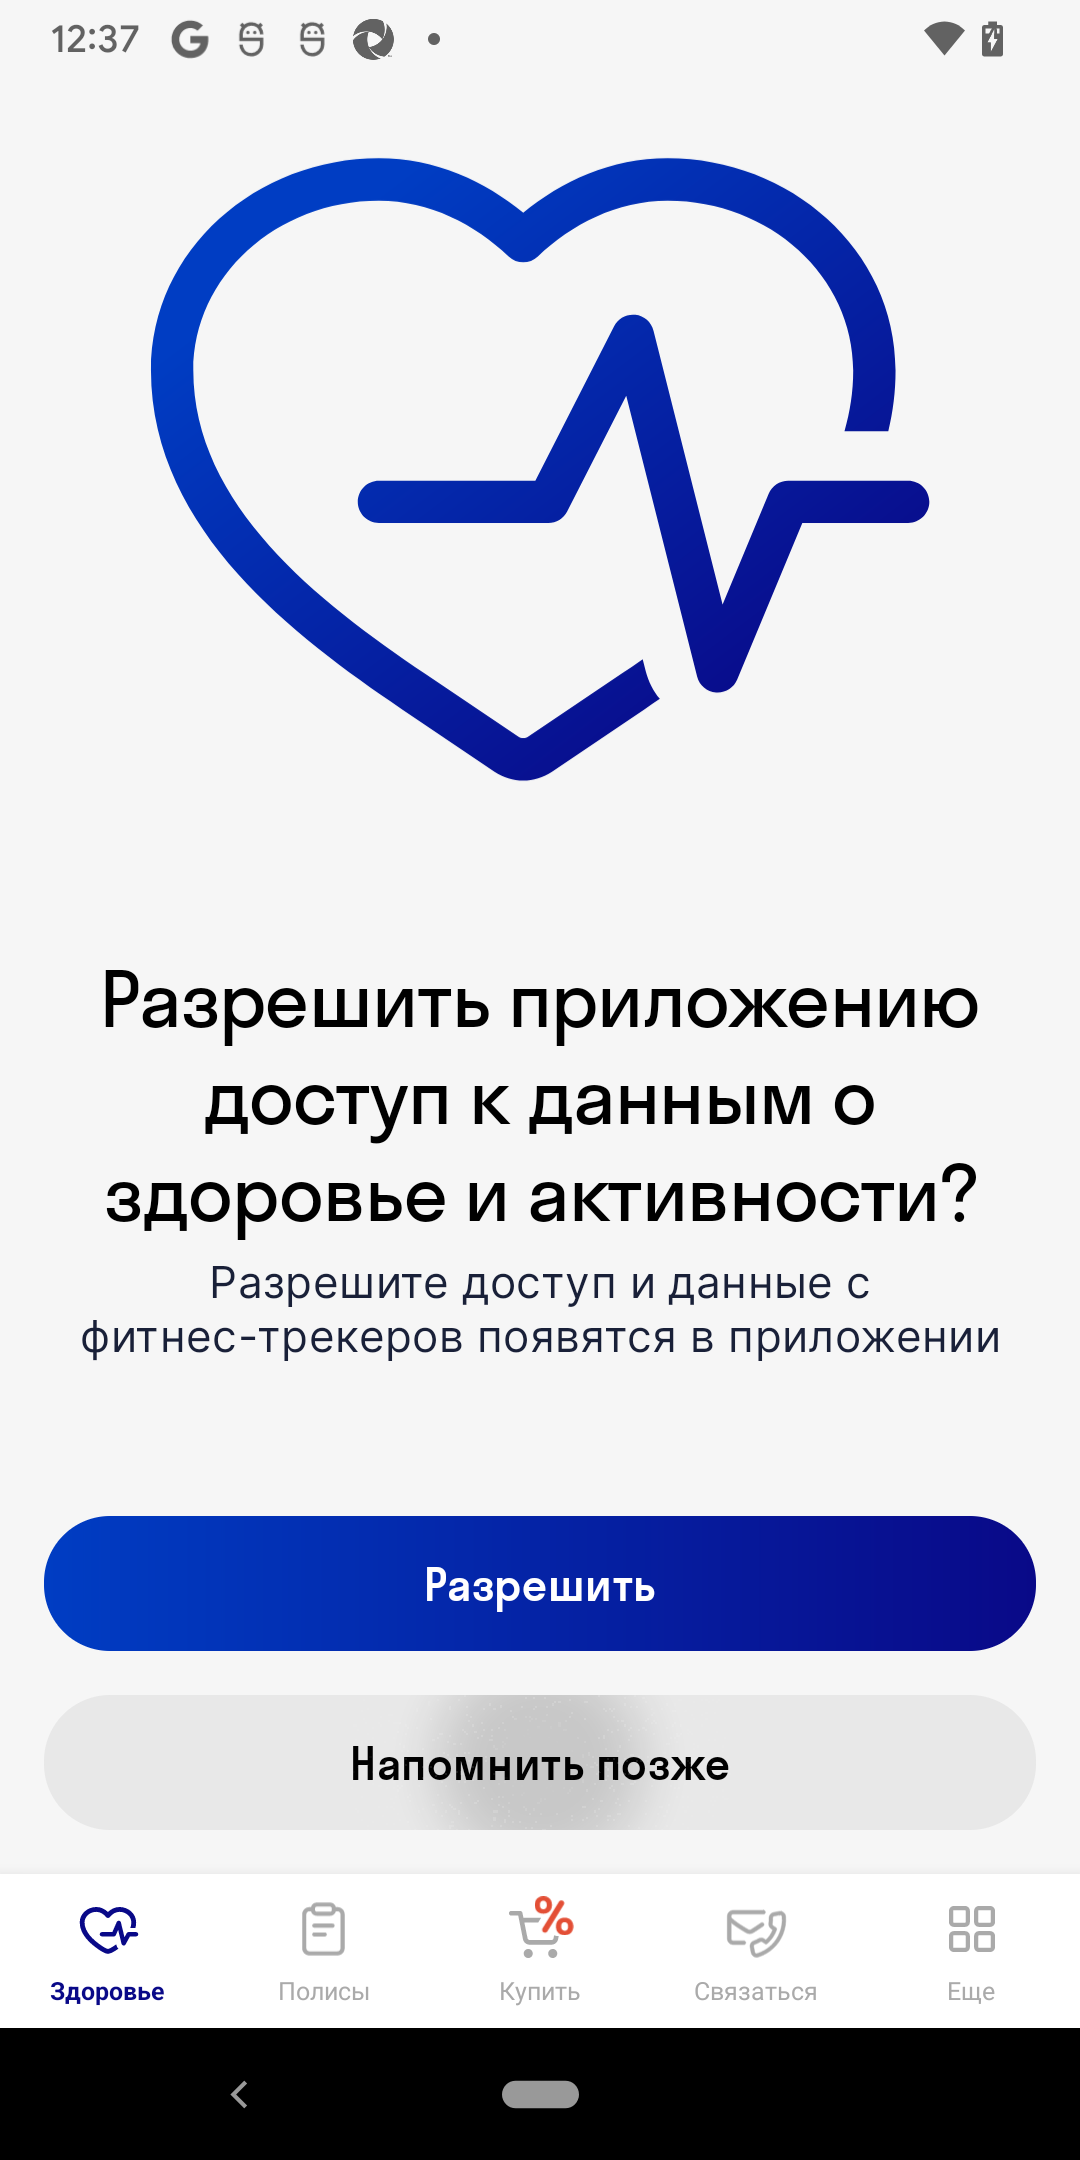 12:37
Разрешить приложению
доступ к данным о
здоровье и активности?
Разрешите доступ и данные с
фитнес-трекеров появятся в приложении
Разрешить
Напомнить позже
%
Здоровье
Полисы
Купить
Связаться
Еще